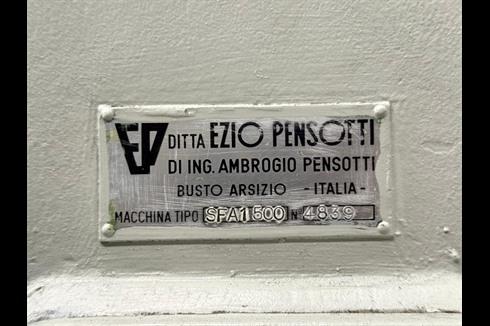 EP DITTA EZIO PENSOTTI
DI ING. AMBROGIO PENSOTTI
BUSTO ARSIZIO - ITALIA -
MACCHINA TIPO SFA1500 N 4839